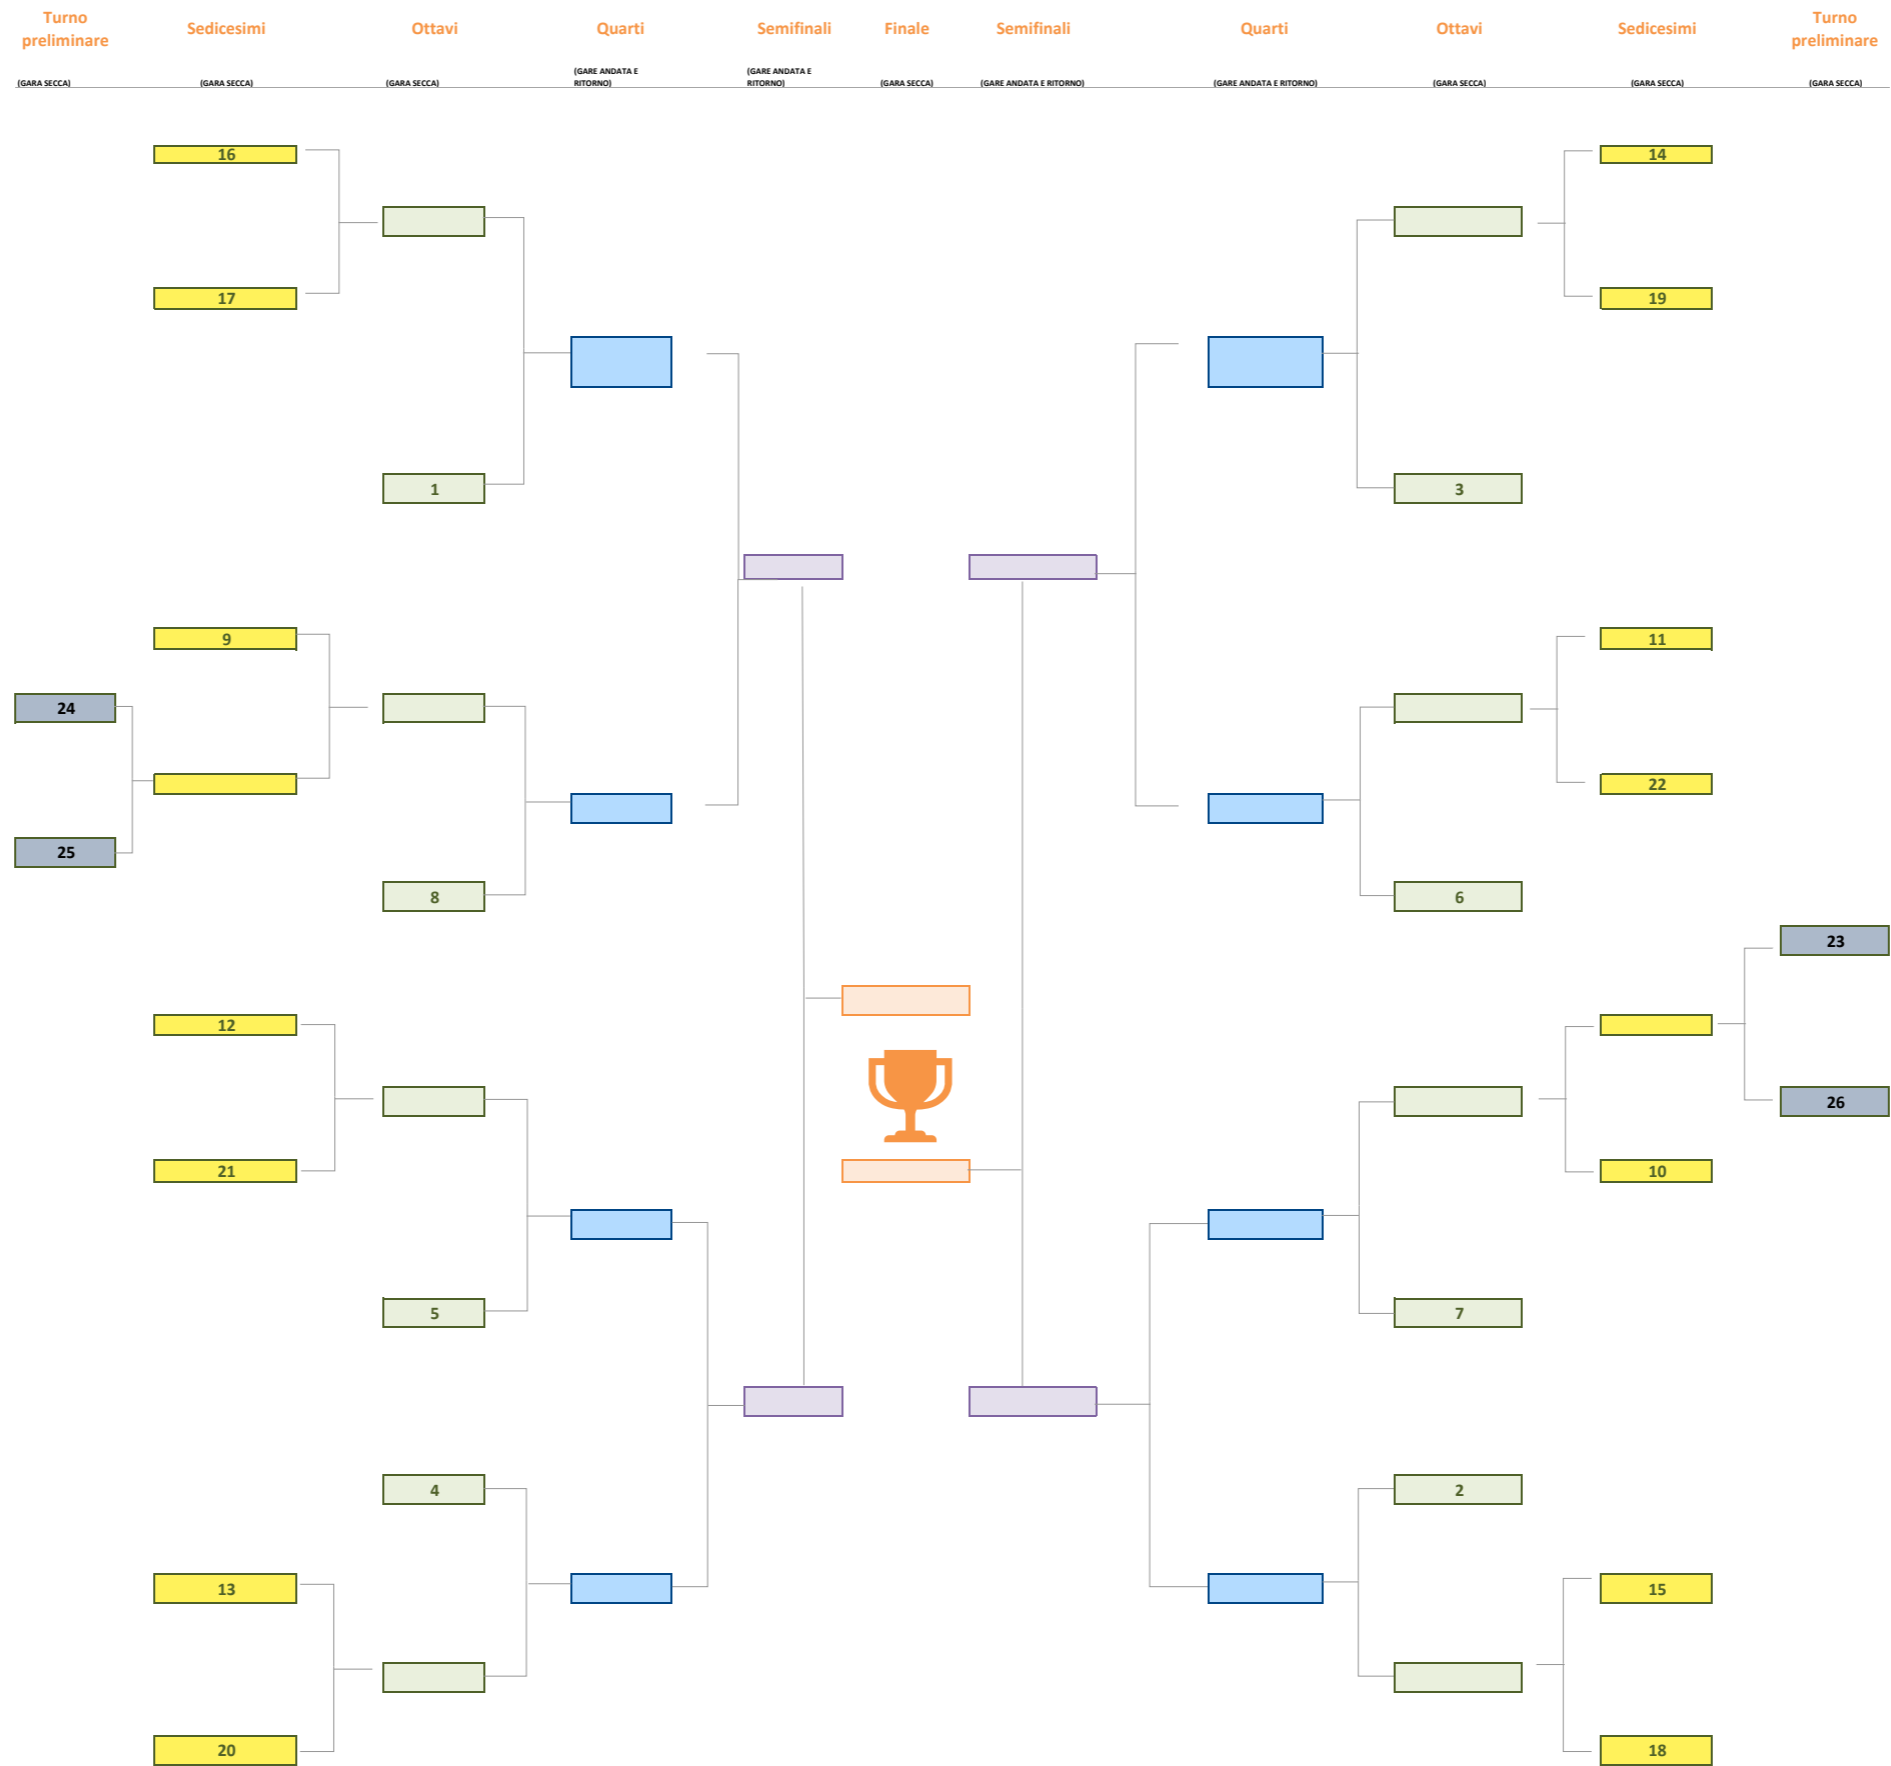 Turno preliminare
Sedicesimi
Ottavi
Quarti
Semifinali
Finale
Semifinali
Quarti
Ottavi
Sedicesimi
Turno preliminare
(GARA SECCA)
(GARA SECCA)
(GARA SECCA)
(GARE ANDATA E RITORNO)
(GARE ANDATA E RITORNO)
(GARA SECCA)
(GARE ANDATA E RITORNO)
(GARE ANDATA E RITORNO)
(GARA SECCA)
(GARA SECCA)
(GARA SECCA)
16
14
17
19
1
3
9
11
24
22
25
8
6
23
12
26
21
10
5
7
4
2
13
15
20
18